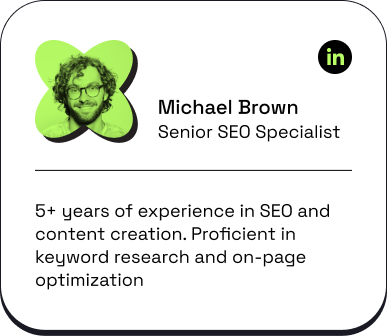 in
Michael Brown
Senior SEO Specialist
5+ years of experience in SEO and
content creation. Proficient in
keyword research and on-page
optimization